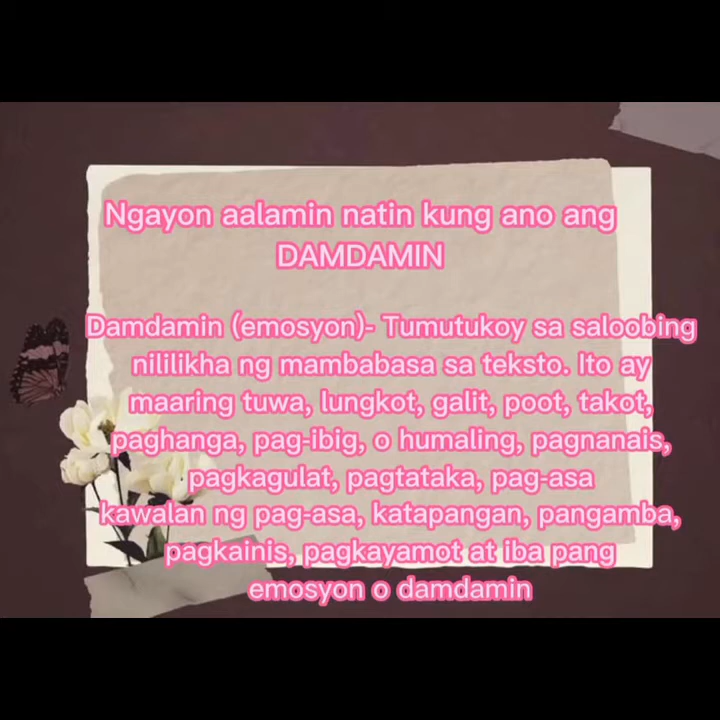 Ngayon aalamin natin kung ano ang
DAMDAMIN
Damdamin (emosyon)- Tumutukoy sa saloobing
nililikha ng mambabasa sa teksto. Ito ay
maaring tuwa, lungkot, galit, poot, takot,
paghanga, pag-ibig, o humaling, pagnanais,
pagkagulat, pagtataka, pag-asa
kawalan ng pag-asa, katapangan, pangamba,
pagkainis, pagkayamot at iba pang
emosyon o damdamin